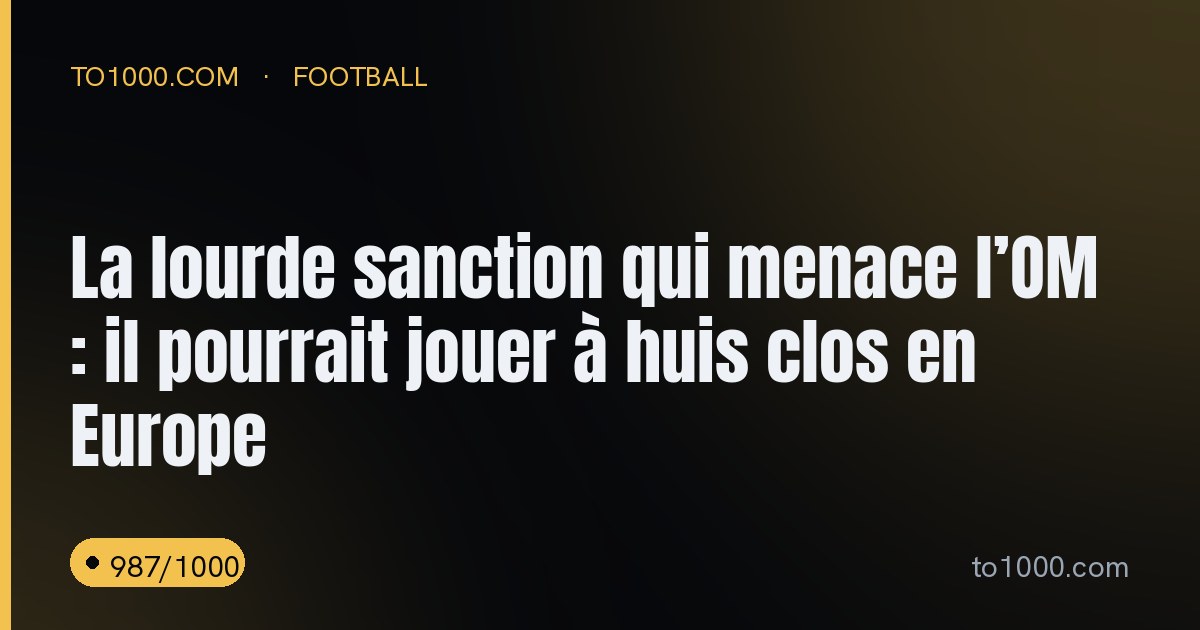 TO1000.COM · FOOTBALL
La lourde sanction qui menace l’OM
: il pourrait jouer à huis clos en
Europe
987/1000
to1000.com